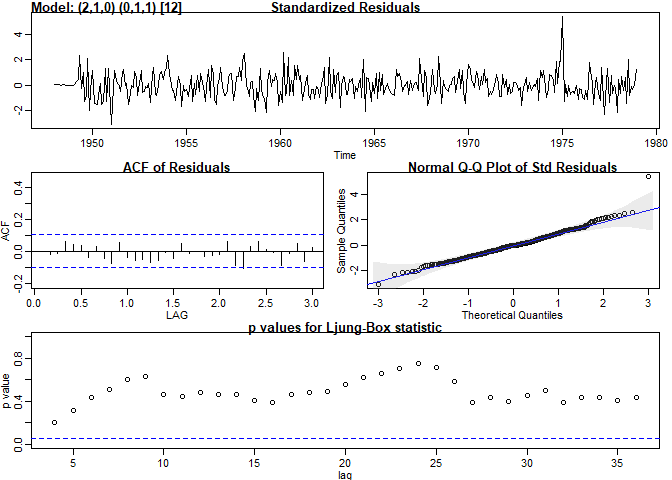 Model: (2,1,0) (0,1,1) [12] Standardized Residuals
4
2
0
-2
1950 1955 1960 1965 1970 1975 1980
Time
ACF of Residuals
ACF
0.4
0.2
0.0
-0.2
0.0 0.5 1.0 1.5 2.0 2.5 3.0
LAG
Normal Q-Q Plot of Std Residuals
Sample Quantiles
4
2
0
-2
-3 -2 -1 0 1 2 3
Theoretical Quantiles
p values for Ljung-Box statistic
p value
0.8
0.4
0.0
5 10 15 20 25 30 35
lag